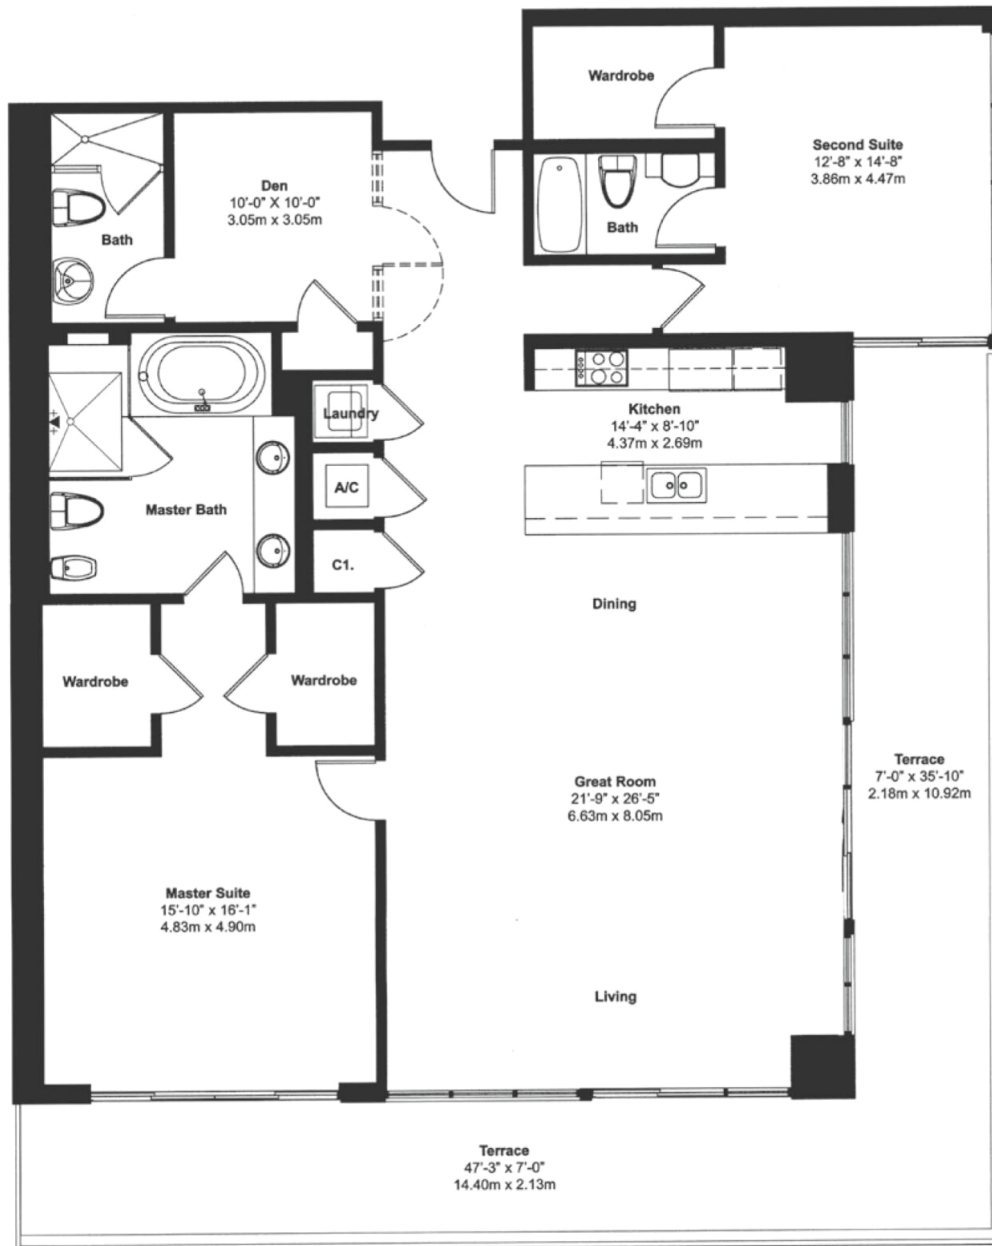 Wardrobe
Second Suite
12'-8" x 14'-8"
3.86m x 4.47m
Den
10'-0" X 10'-0"
3.05m x 3.05m
Bath
Bath
Laundry
Kitchen
14'-4" x 8'-10"
4.37m x 2.69m
A/C
Master Bath
C1.
Dining
Wardrobe
Wardrobe
Great Room
21'-9" x 26'-5"
6.63m x 8.05m
Terrace
7'-0" x 35'-10"
2.18m x 10.92m
Master Suite
15'-10" x 16'-1"
4.83m x 4.90m
Living
Terrace
47'-3" x 7'-0"
14.40m x 2.13m